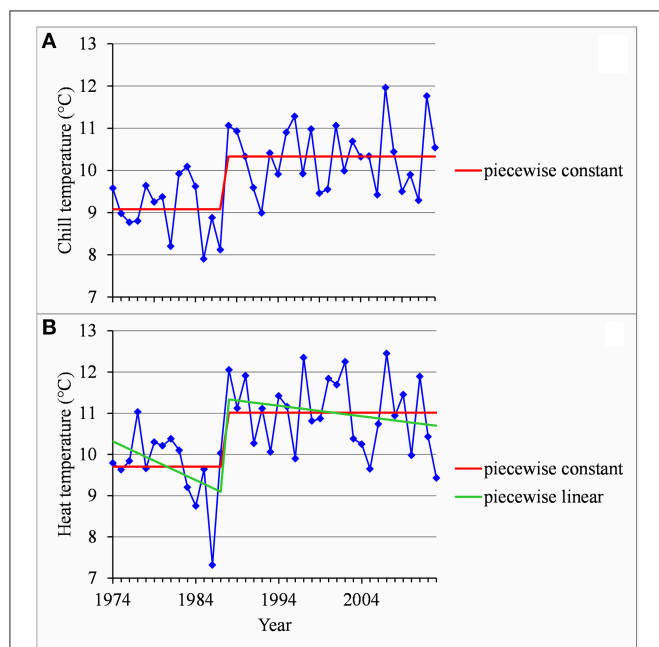 A
13
12
11
10
9
8
7
Chill temperature (°C)
piecewise constant
B
13
12
11
10
9
8
7
Heat temperature (°C)
piecewise constant
piecewise linear
1974 1984 1994 2004
Year